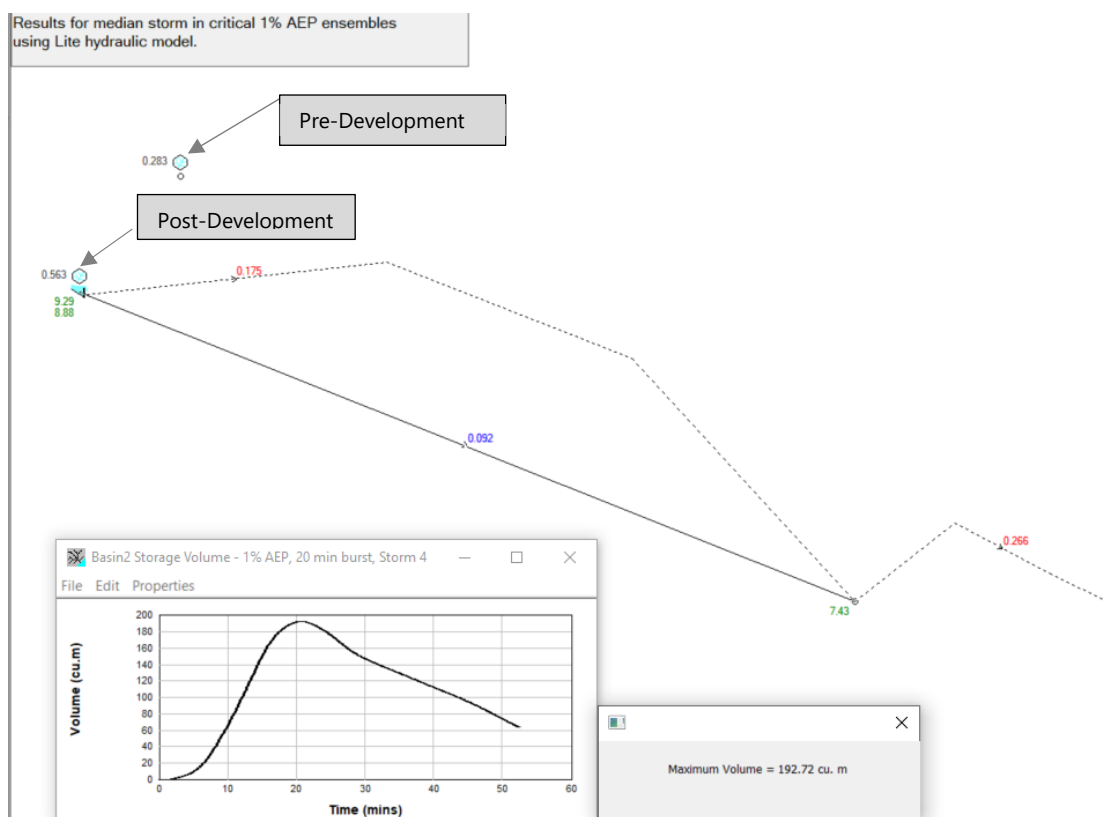 Results for median storm in critical 1% AEP ensembles
using Lite hydraulic model.
Pre-Development
0.283
Post-Development
0.563
0.175
9.29
8.88
0.092
0.266
7.43
Basin2 Storage Volume - 1% AEP, 20 min burst, Storm 4
File Edit Properties
Volume (cu.m)
200
180
160
140
120
100
80
60
40
20
0
0 10 20 30 40 50 60
Time (mins)
Maximum Volume = 192.72 cu. m